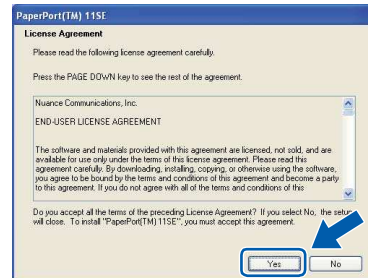 PaperPort(TM) 11SE
License Agreement
Please read the following license agreement carefully.
Press the PAGE DOWN key to see the rest of the agreement.
Nuance Communications, Inc.
END-USER LICENSE AGREEMENT
The software and materials provided with this agreement are licensed, not sold, and are
available for use only under the terms of this license agreement. Please read this
agreement carefully. By downloading, installing, copying, or otherwise using the software,
you agree to be bound by the terms and conditions of this agreement and become a party
to this agreement. If you do not agree with all of the terms and conditions of this
Do you accept all the terms of the preceding License Agreement? If you select No, the setup
will close. To install "PaperPort(TM) 11SE", you must accept this agreement.
Yes
No